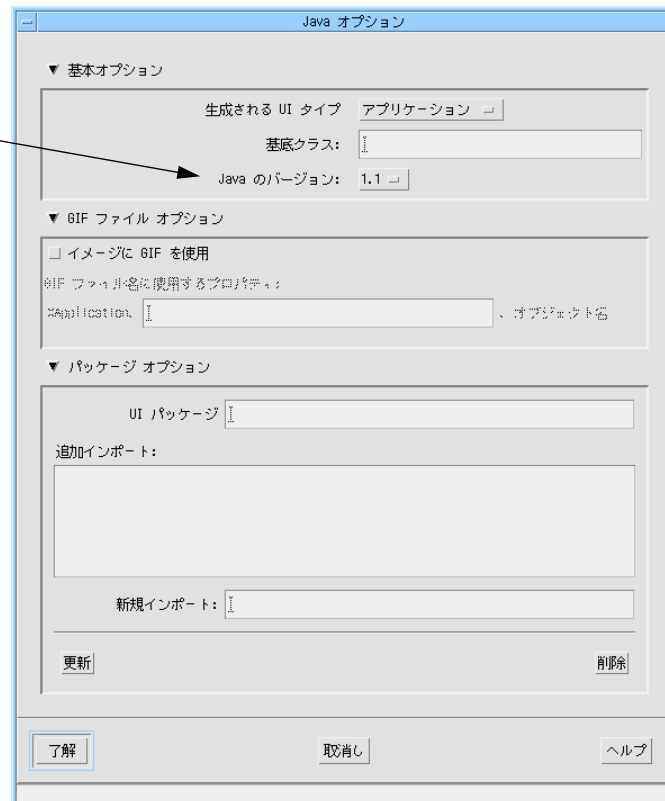 Java オプション
▼ 基本オプション
生成される UI タイプ アプリケーション
基底クラス:
Java のバージョン: 1.1
▼ GIF ファイル オプション
イメージに GIF を使用
GIF ファイル名に使用するプロパティ:
XApplication. 、オブジェクト名
▼ パッケージ オプション
UI パッケージ
追加インポート:
新規インポート:
更新 削除
了解 取消し ヘルプ